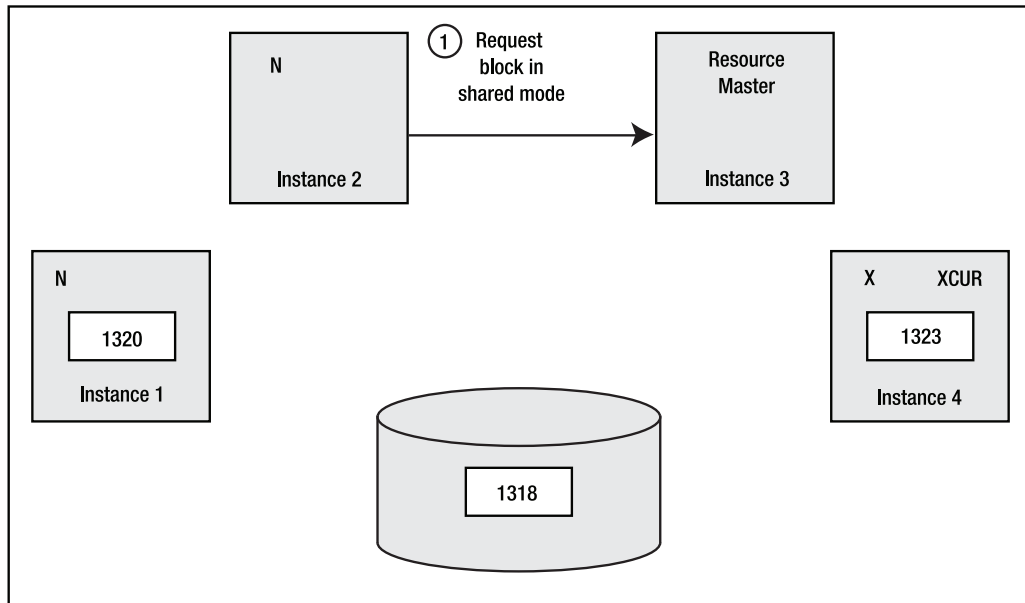 N
Instance 2
1 Request
block in
shared mode
Resource
Master
Instance 3
N
1320
Instance 1
X XCUR
1323
Instance 4
1318